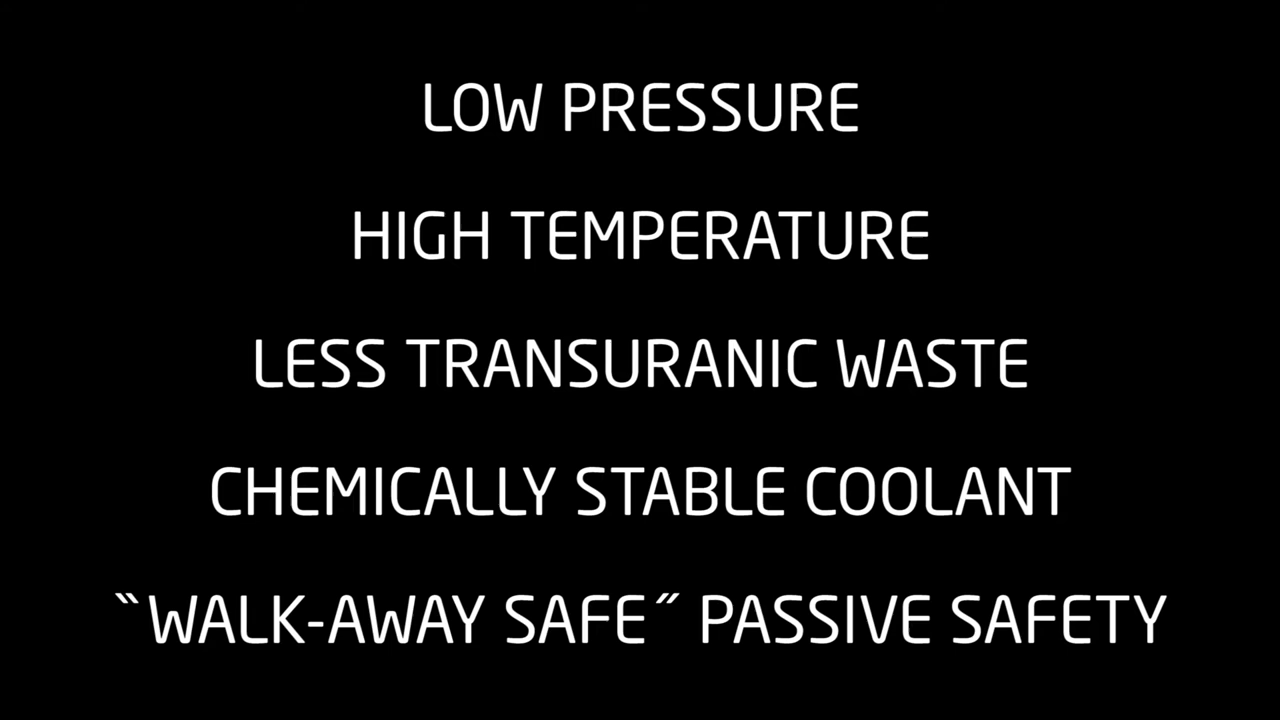 LOW PRESSURE
HIGH TEMPERATURE
LESS TRANSURANIC WASTE
CHEMICALLY STABLE COOLANT
“WALK-AWAY SAFE” PASSIVE SAFETY